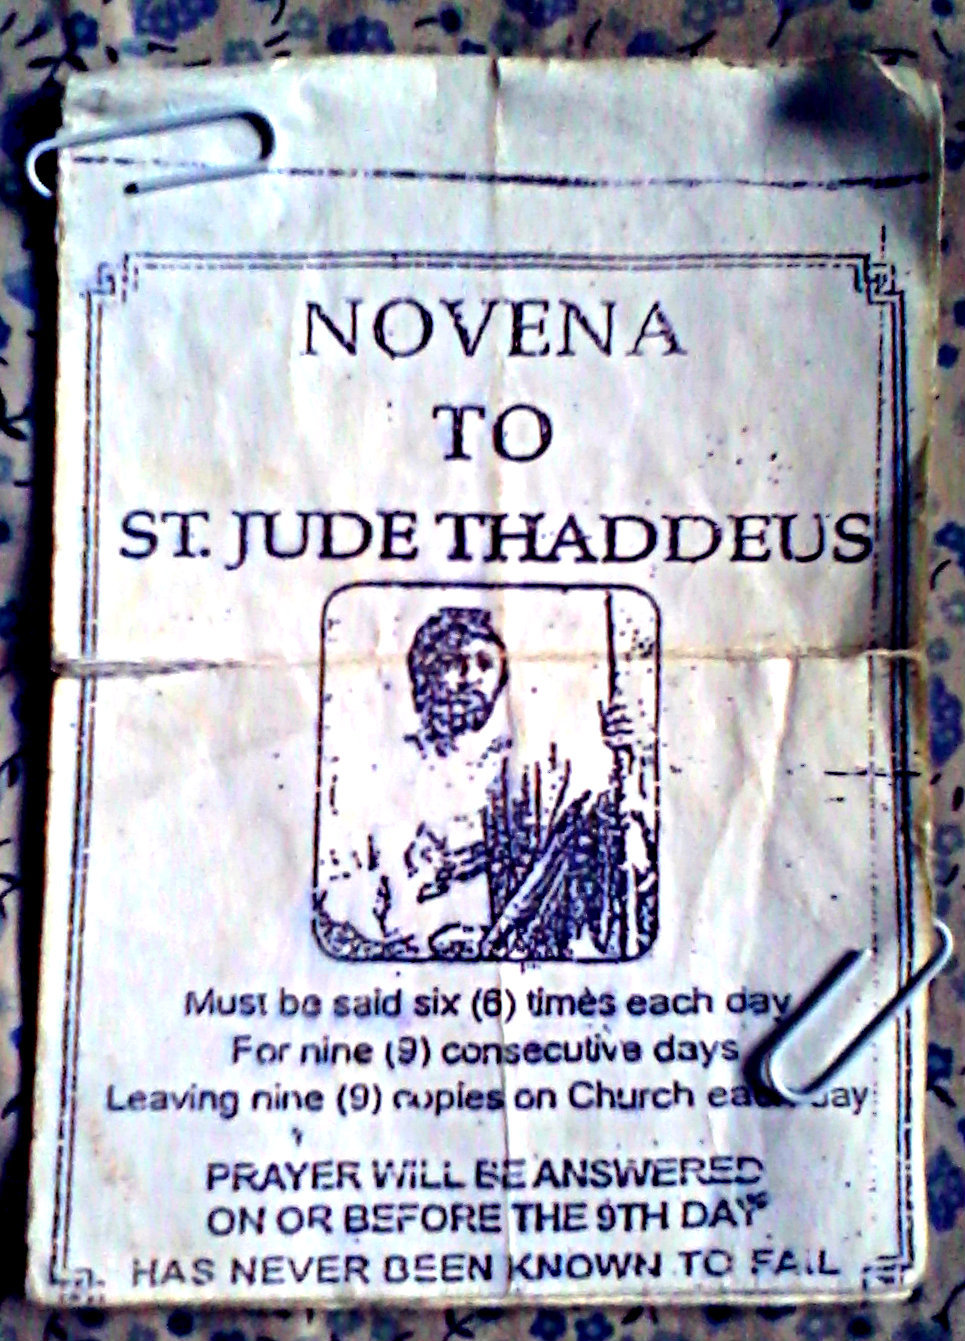 NOVENA
TO
ST. JUDE THADDEUS
Must be said six (6) times each day
For nine (9) consecutive days
Leaving nine (9) copies on Church each day
PRAYER WILL BE ANSWERED
ON OR BEFORE THE 9TH DAY
HAS NEVER BEEN KNOWN TO FAIL